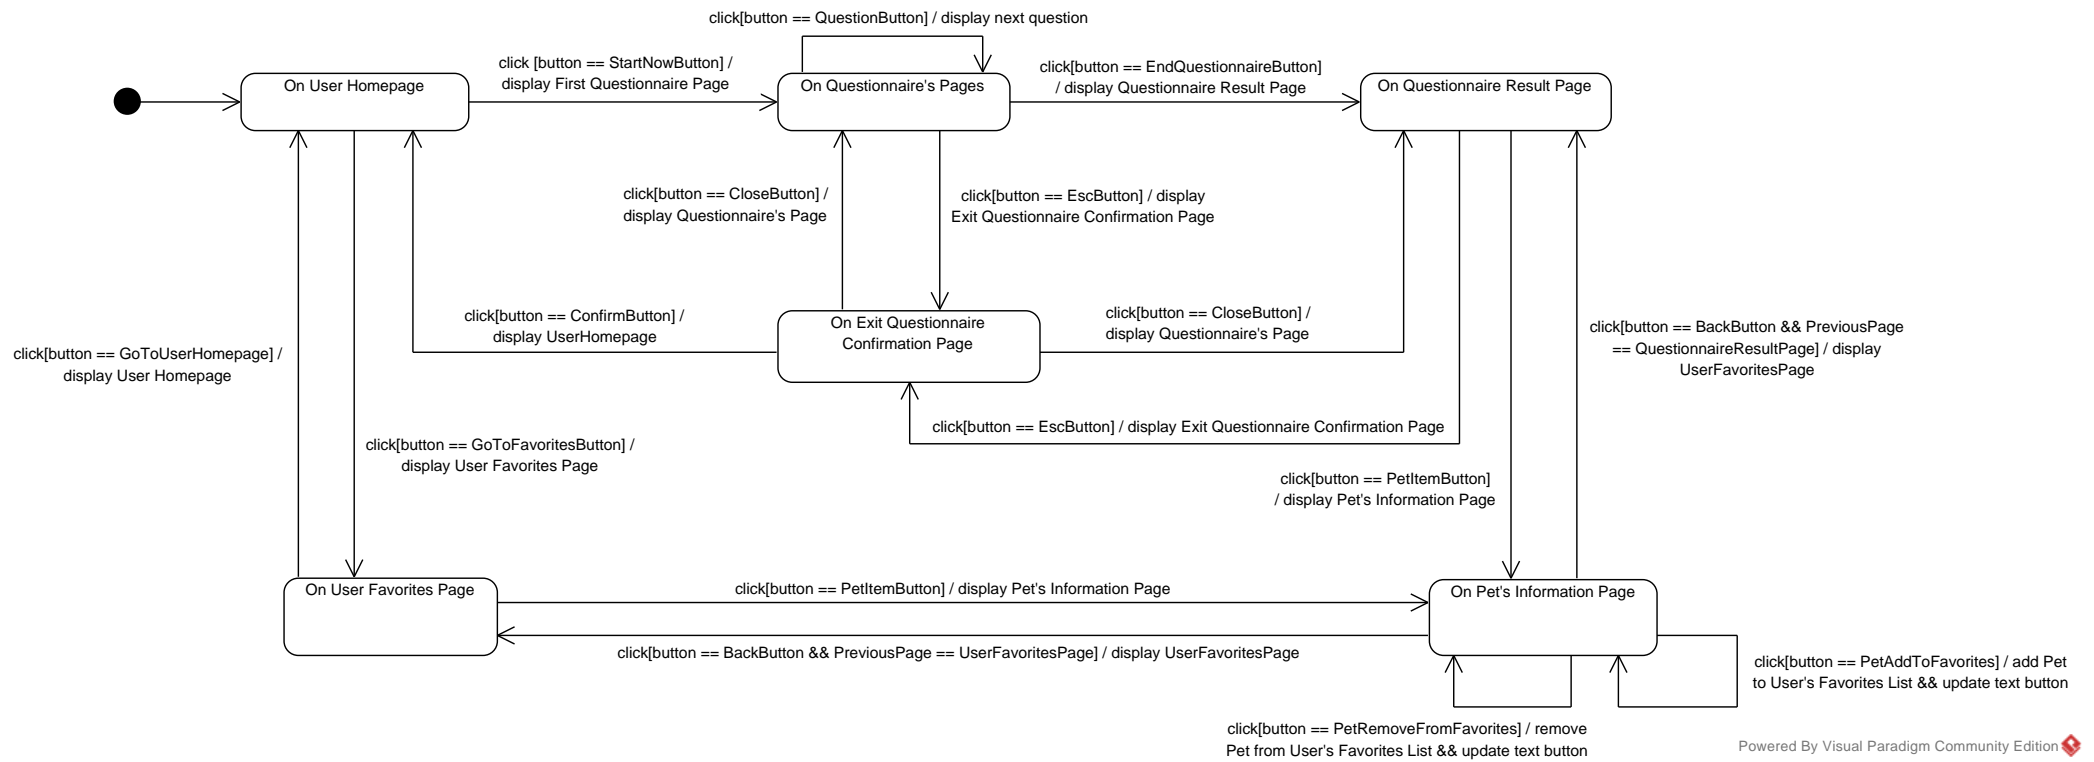 click[button == QuestionButton] / display next question
click [button == StartNowButton] /
display First Questionnaire Page
click[button == EndQuestionnaireButton]
/ display Questionnaire Result Page
On User Homepage
On Questionnaire's Pages
On Questionnaire Result Page
click[button == CloseButton] /
display Questionnaire's Page
click[button == EscButton] / display
Exit Questionnaire Confirmation Page
click[button == ConfirmButton] /
display UserHomepage
On Exit Questionnaire
Confirmation Page
click[button == CloseButton] /
display Questionnaire's Page
click[button == BackButton && PreviousPage
== QuestionnaireResultPage] / display
UserFavoritesPage
click[button == GoToUserHomepage] /
display User Homepage
click[button == EscButton] / display Exit Questionnaire Confirmation Page
click[button == GoToFavoritesButton] /
display User Favorites Page
click[button == PetItemButton]
/ display Pet's Information Page
On User Favorites Page
click[button == PetItemButton] / display Pet's Information Page
On Pet's Information Page
click[button == BackButton && PreviousPage == UserFavoritesPage] / display UserFavoritesPage
click[button == PetAddToFavorites] / add Pet
to User's Favorites List && update text button
click[button == PetRemoveFromFavorites] / remove
Pet from User's Favorites List && update text button
Powered By Visual Paradigm Community Edition